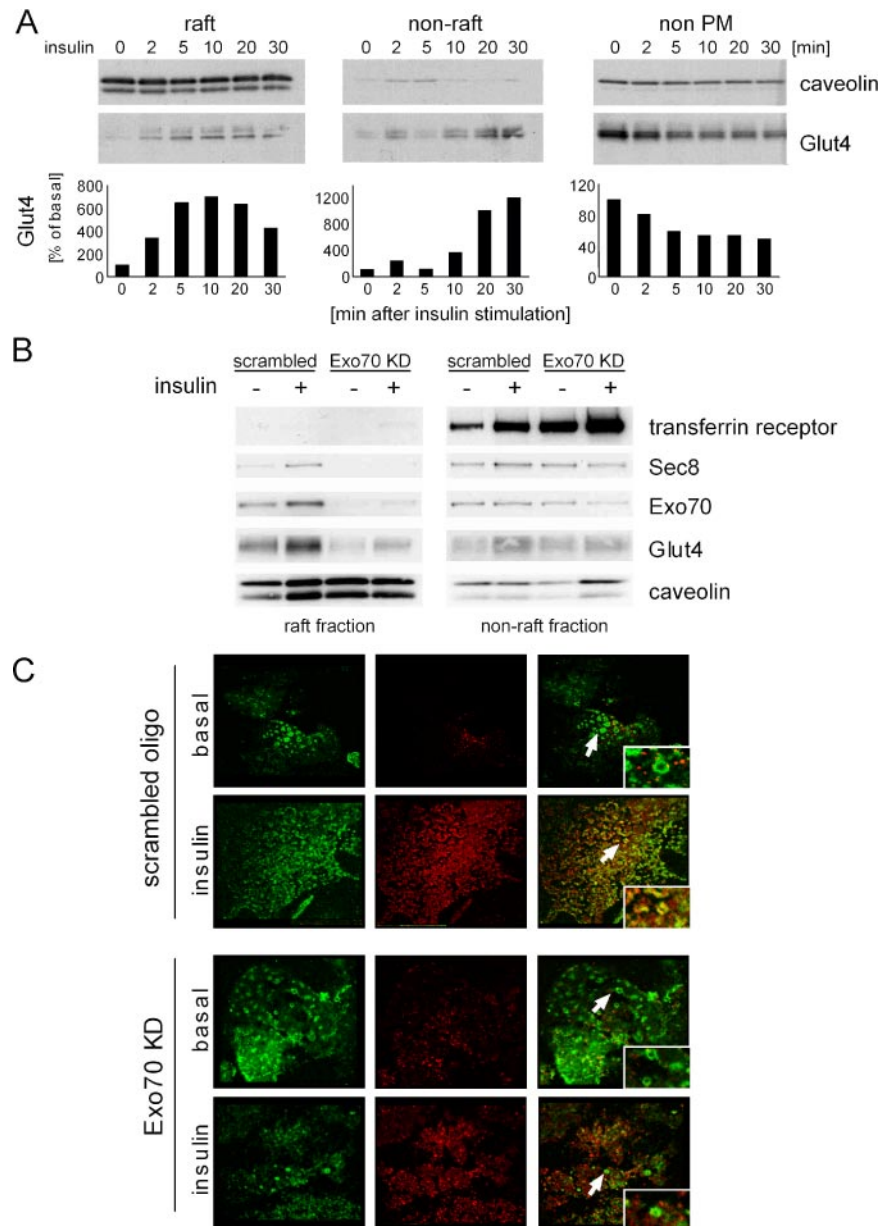 A
raft non-raft non PM
insulin 0 2 5 10 20 30 0 2 5 10 20 30 0 2 5 10 20 30 [min]
caveolin
Glut4
Glut4
[% of basal]
800
600
400
200
0
0 2 5 10 20 30
1200
800
400
0
0 2 5 10 20 30
120
80
40
0
0 2 5 10 20 30
[min after insulin stimulation]
B
scrambled Exo70 KD scrambled Exo70 KD
insulin - + - + - + - +
transferrin receptor
Sec8
Exo70
Glut4
caveolin
raft fraction non-raft fraction
C
scrambled oligo
basal
insulin
Exo70 KD
basal
insulin